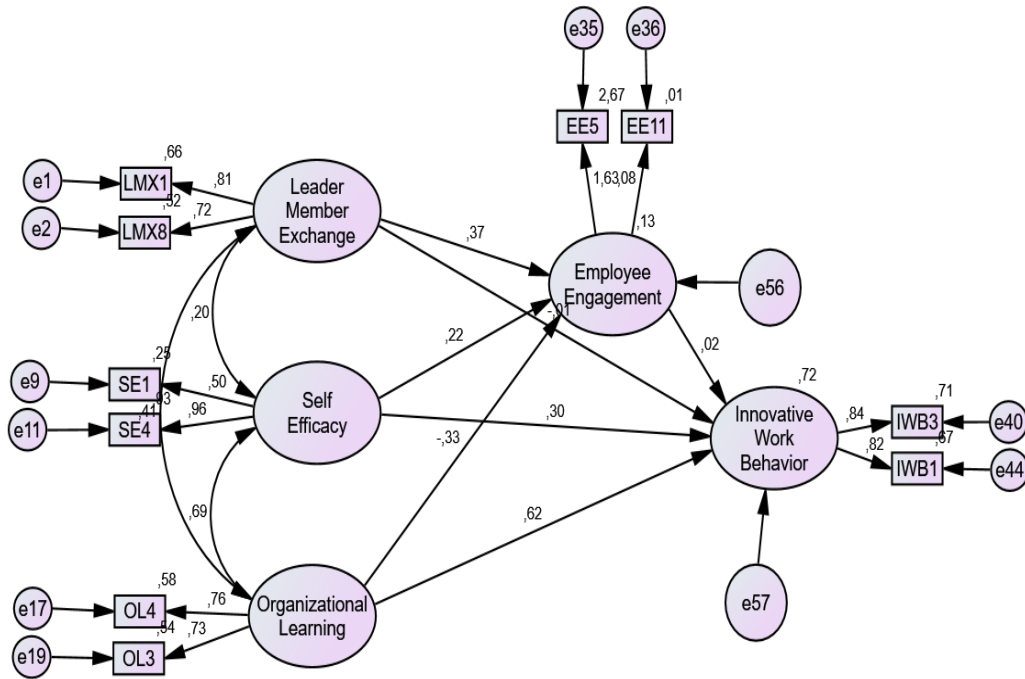 e35
e36
2,67
,01
EE5
EE11
,66
e1
LMX1
,81
1,63
,08
,52
Leader
Member
Exchange
,13
e2
LMX8
,72
,37
Employee
Engagement
e56
-,01
,20
,22
,02
,25
,72
e9
SE1
,50
,93
Self
Efficacy
,71
,41
,96
,30
Innovative
Work
Behavior
,84
IWB3
e40
e11
SE4
-,33
,82
,67
IWB1
e44
,69
,62
,58
e17
OL4
,76
Organizational
Learning
e57
,54
,73
e19
OL3